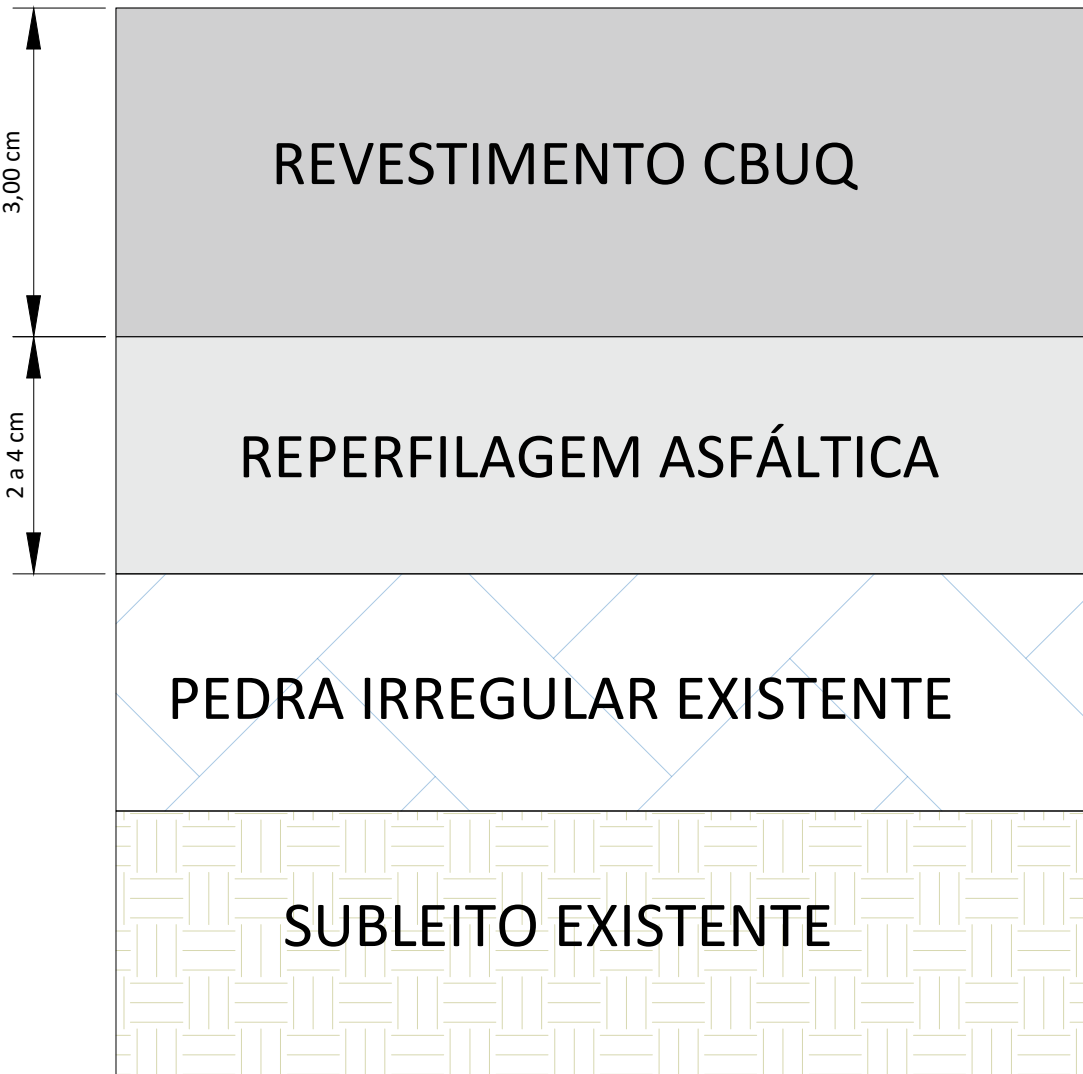 3,00 cm
REVESTIMENTO CBUQ
2 a 4 cm
REPERFILAGEM ASFÁLTICA
PEDRA IRREGULAR EXISTENTE
SUBLEITO EXISTENTE